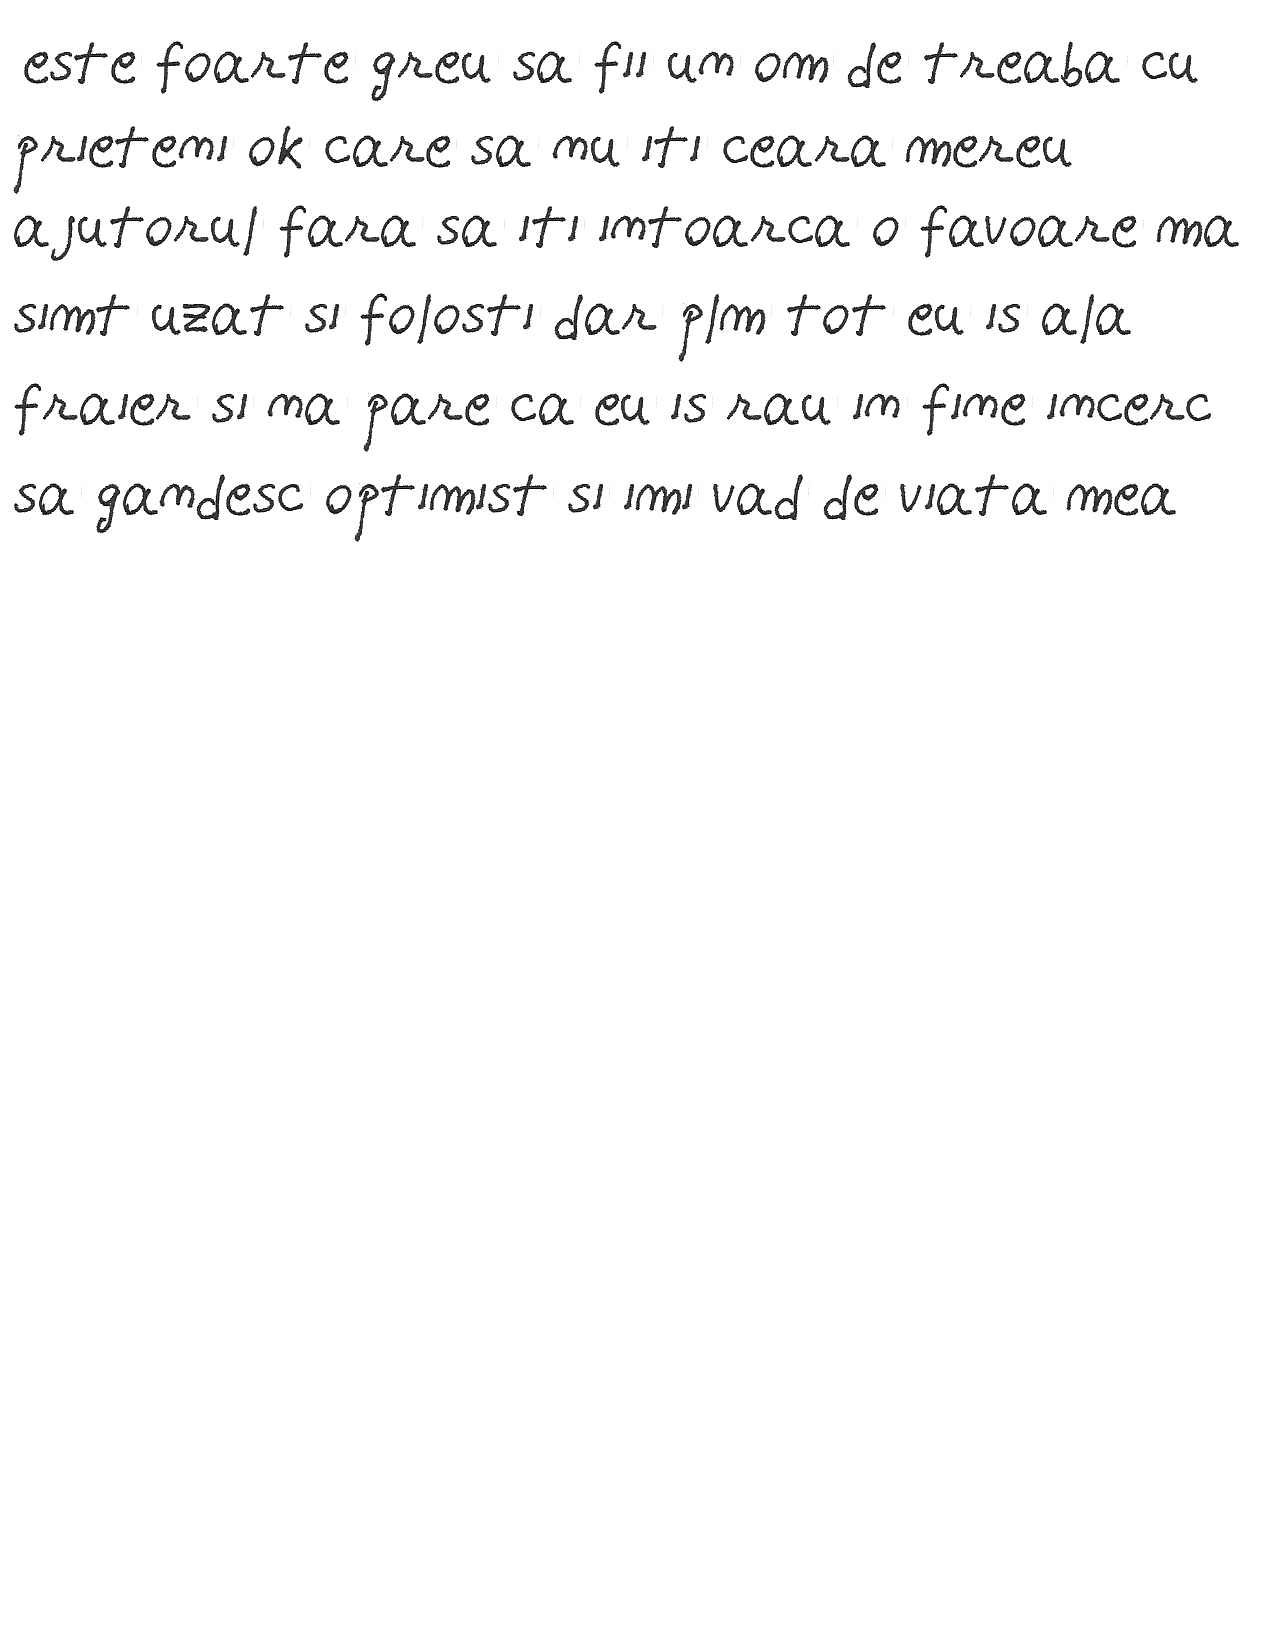 este foarte greu sa fii un om de treaba cu
prieteni ok care sa nu iti ceara mereu
ajutorul fara sa iti intoarca o favoare ma
simt uzat si folosti dar plm tot eu is ala
fraier si na pare ca eu is rau in fine incerc
sa gandesc optimist si imi vad de viata mea